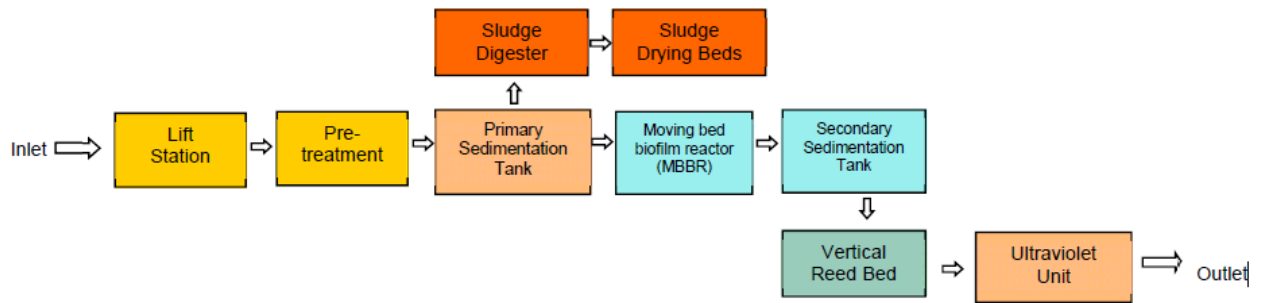 Sludge
Digester
Sludge
Drying Beds
Inlet
Lift
Station
Pre-
treatment
Primary
Sedimentation
Tank
Moving bed
biofilm reactor
(MBBR)
Secondary
Sedimentation
Tank
Vertical
Reed Bed
Ultraviolet
Unit
Outlet